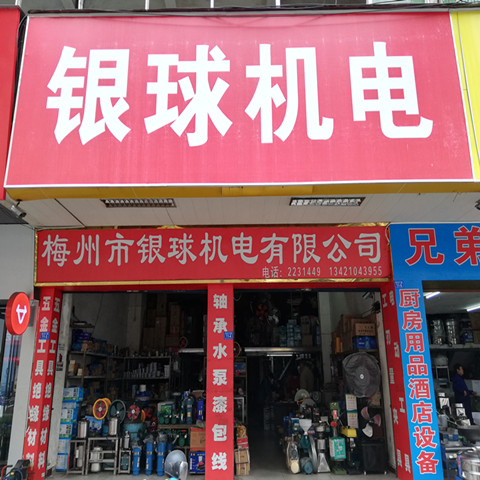 银球机电
梅州市银球机电有限公司
电话：2231449 13421043955
五金工具绝缘材料
轴承水泵漆包线
兄弟
厨房用品酒店设备